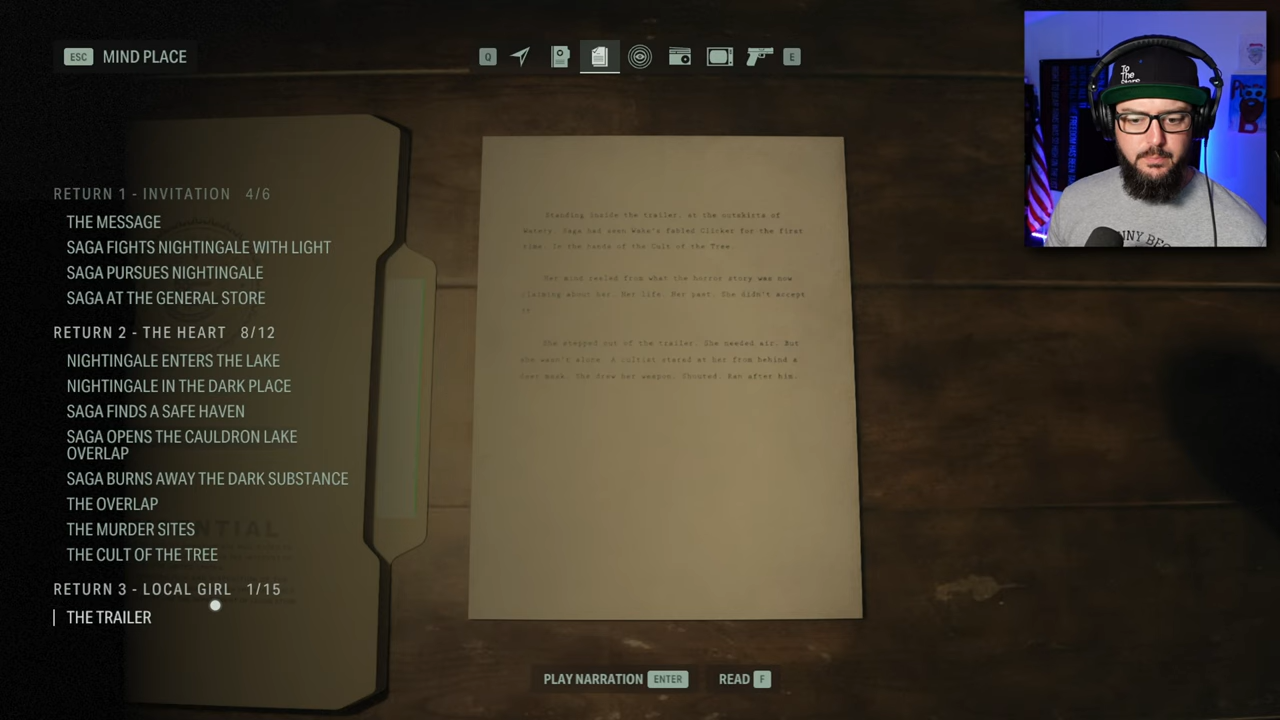 ESC MIND PLACE
Q
E
To
The
Stars
NNY BEC
RETURN 1 - INVITATION 4/6
THE MESSAGE
SAGA FIGHTS NIGHTINGALE WITH LIGHT
SAGA PURSUES NIGHTINGALE
SAGA AT THE GENERAL STORE
RETURN 2 - THE HEART 8/12
NIGHTINGALE ENTERS THE LAKE
NIGHTINGALE IN THE DARK PLACE
SAGA FINDS A SAFE HAVEN
SAGA OPENS THE CAULDRON LAKE
OVERLAP
SAGA BURNS AWAY THE DARK SUBSTANCE
THE OVERLAP
THE MURDER SITES
THE CULT OF THE TREE
RETURN 3 - LOCAL GIRL 1/15
THE TRAILER
NTIAL
Standing inside the trailer, at the outskirts of
Watery, Saga had seen Wake's fabled Clicker for the first
time. In the hands of the Cult of the Tree.
Her mind reeled from what the horror story was now
claiming about her. Her life. Her past. She didn't accept
it.
She stepped out of the trailer. She needed air. But
she wasn't alone. A cultist stared at her from behind a
deer mask. She drew her weapon. Shouted. Ran after him.
PLAY NARRATION ENTER
READ F